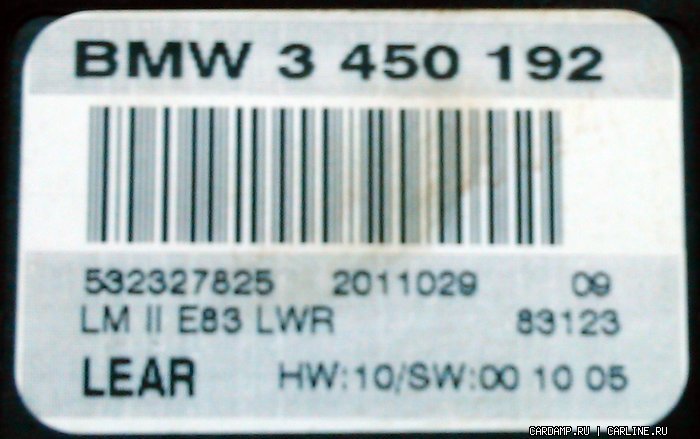 BMW 3 450 192
532327825 2011029 09
LM II E83 LWR 83123
LEAR HW:10/SW:00 10 05
CARDAMP.RU | CARLINE.RU